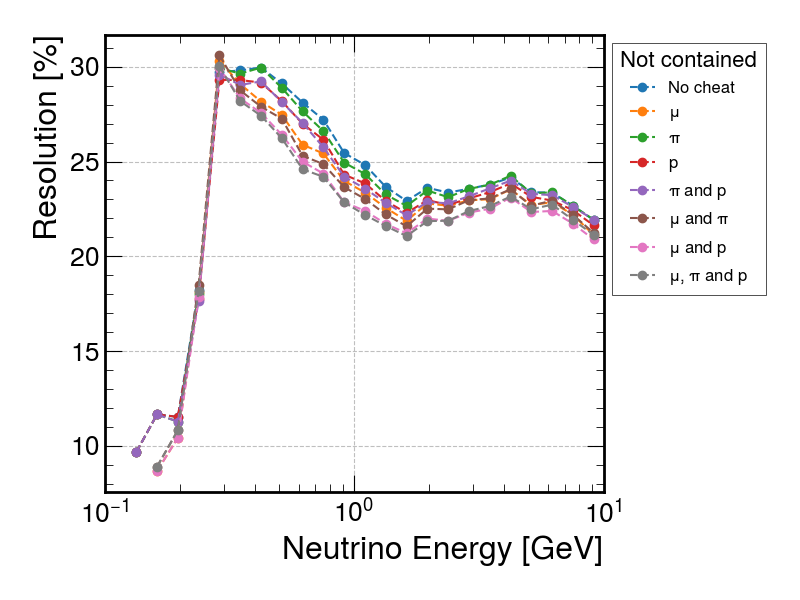 Resolution [%]
30
25
20
15
10
10⁻¹
10⁰
10¹
Neutrino Energy [GeV]
Not contained
No cheat
μ
π
p
π and p
μ and π
μ and p
μ, π and p